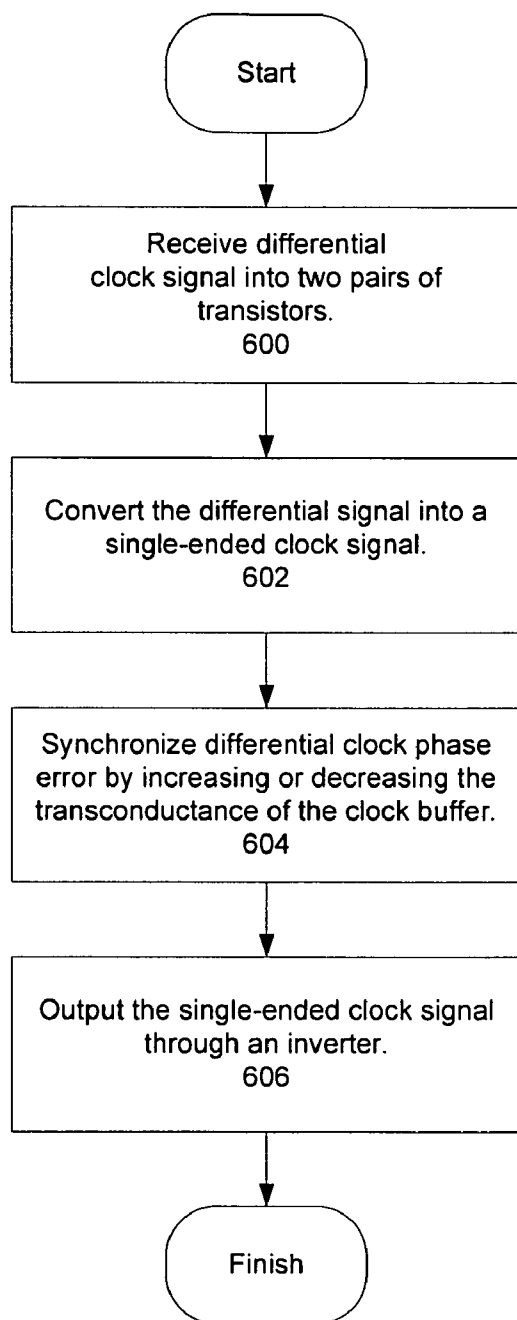 Start
Receive differential
clock signal into two pairs of
transistors.
600
Convert the differential signal into a
single-ended clock signal.
602
Synchronize differential clock phase
error by increasing or decreasing the
transconductance of the clock buffer.
604
Output the single-ended clock signal
through an inverter.
606
Finish